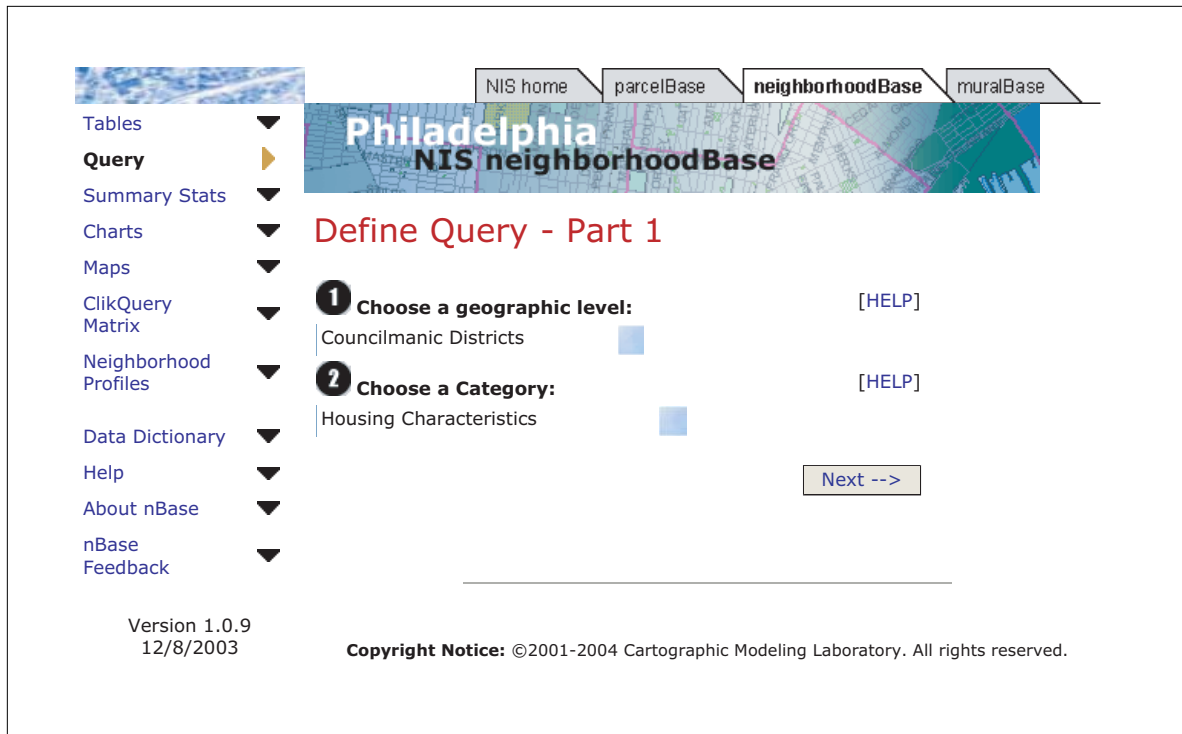 NIS home
parcelBase
neighborhoodBase
muralBase
Philadelphia
NIS neighborhoodBase
Tables
Query
Summary Stats
Charts
Maps
ClikQuery
Matrix
Neighborhood
Profiles
Data Dictionary
Help
About nBase
nBase
Feedback
Version 1.0.9
12/8/2003
Define Query - Part 1
1 Choose a geographic level: [HELP]
Councilmanic Districts
2 Choose a Category: [HELP]
Housing Characteristics
Next -->
Copyright Notice: ©2001-2004 Cartographic Modeling Laboratory. All rights reserved.